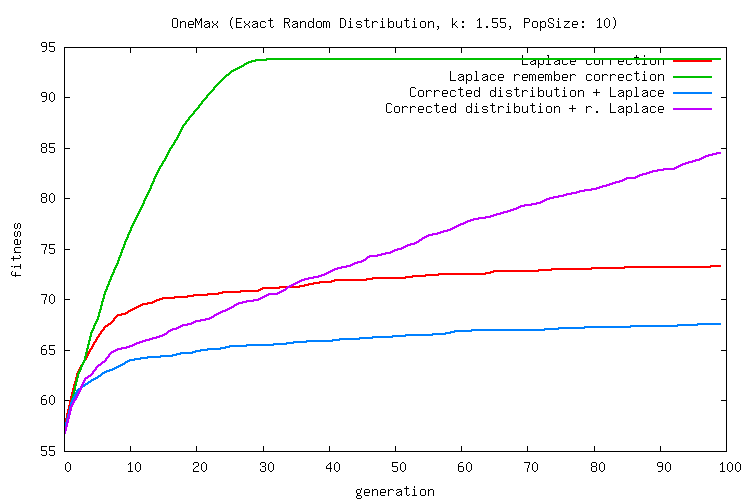 OneMax (Exact Random Distribution, k: 1.55, PopSize: 10)
95
90
85
80
75
70
65
60
55
fitness
Laplace correction
Laplace remember correction
Corrected distribution + Laplace
Corrected distribution + r. Laplace
0 10 20 30 40 50 60 70 80 90 100
generation